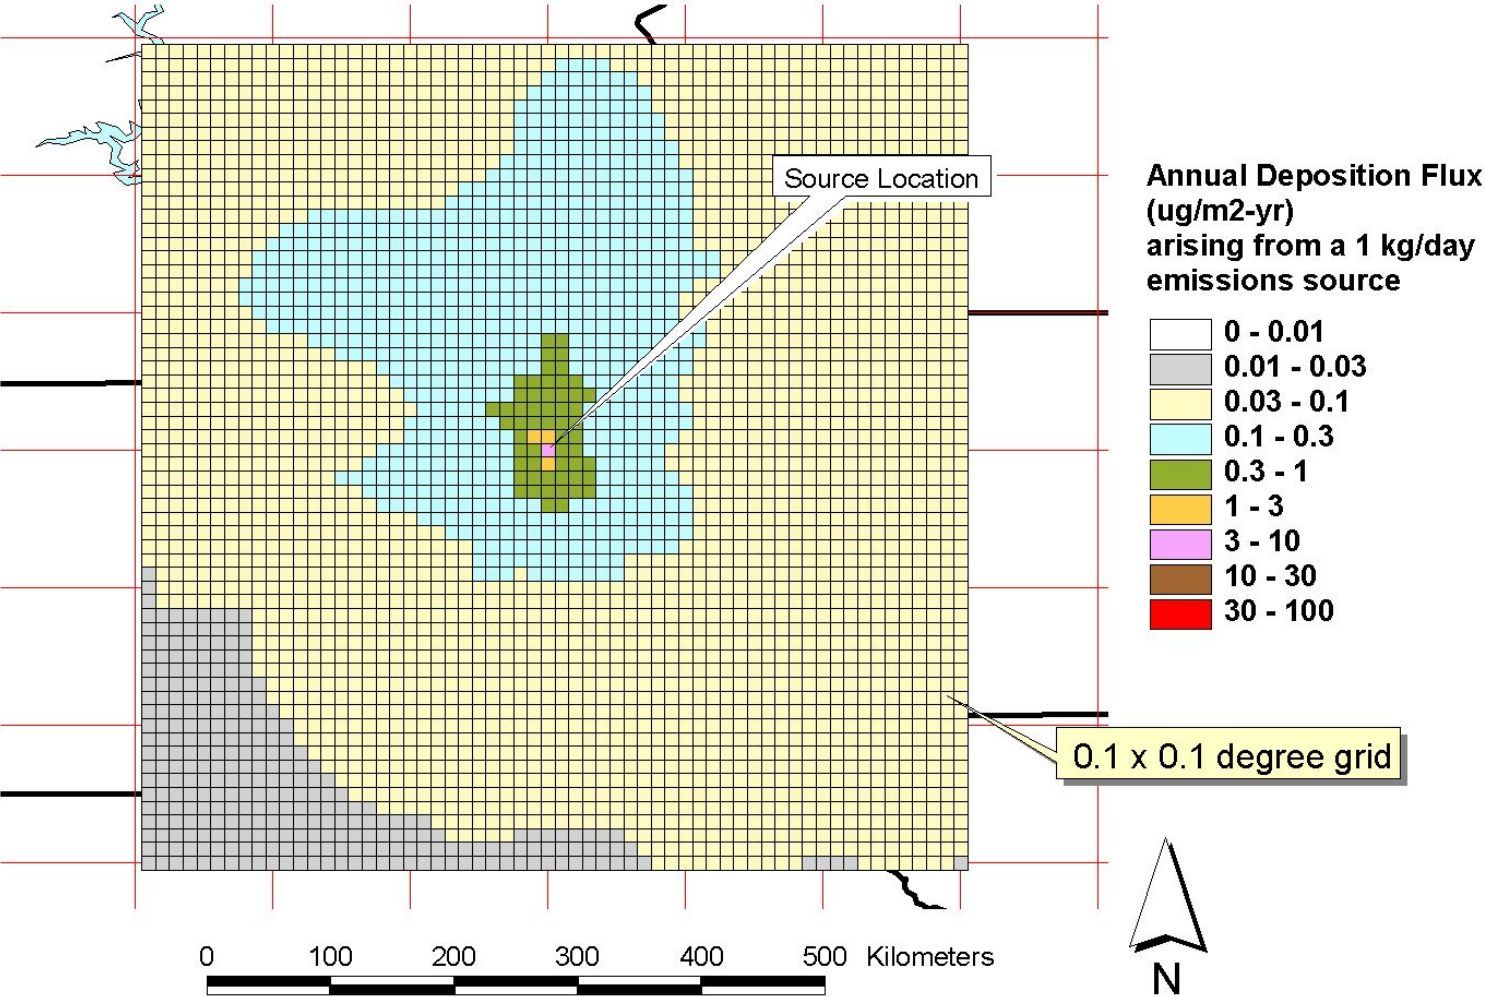 Source Location
Annual Deposition Flux
(ug/m2-yr)
arising from a 1 kg/day
emissions source
0 - 0.01
0.01 - 0.03
0.03 - 0.1
0.1 - 0.3
0.3 - 1
1 - 3
3 - 10
10 - 30
30 - 100
0.1 x 0.1 degree grid
0 100 200 300 400 500 Kilometers
N